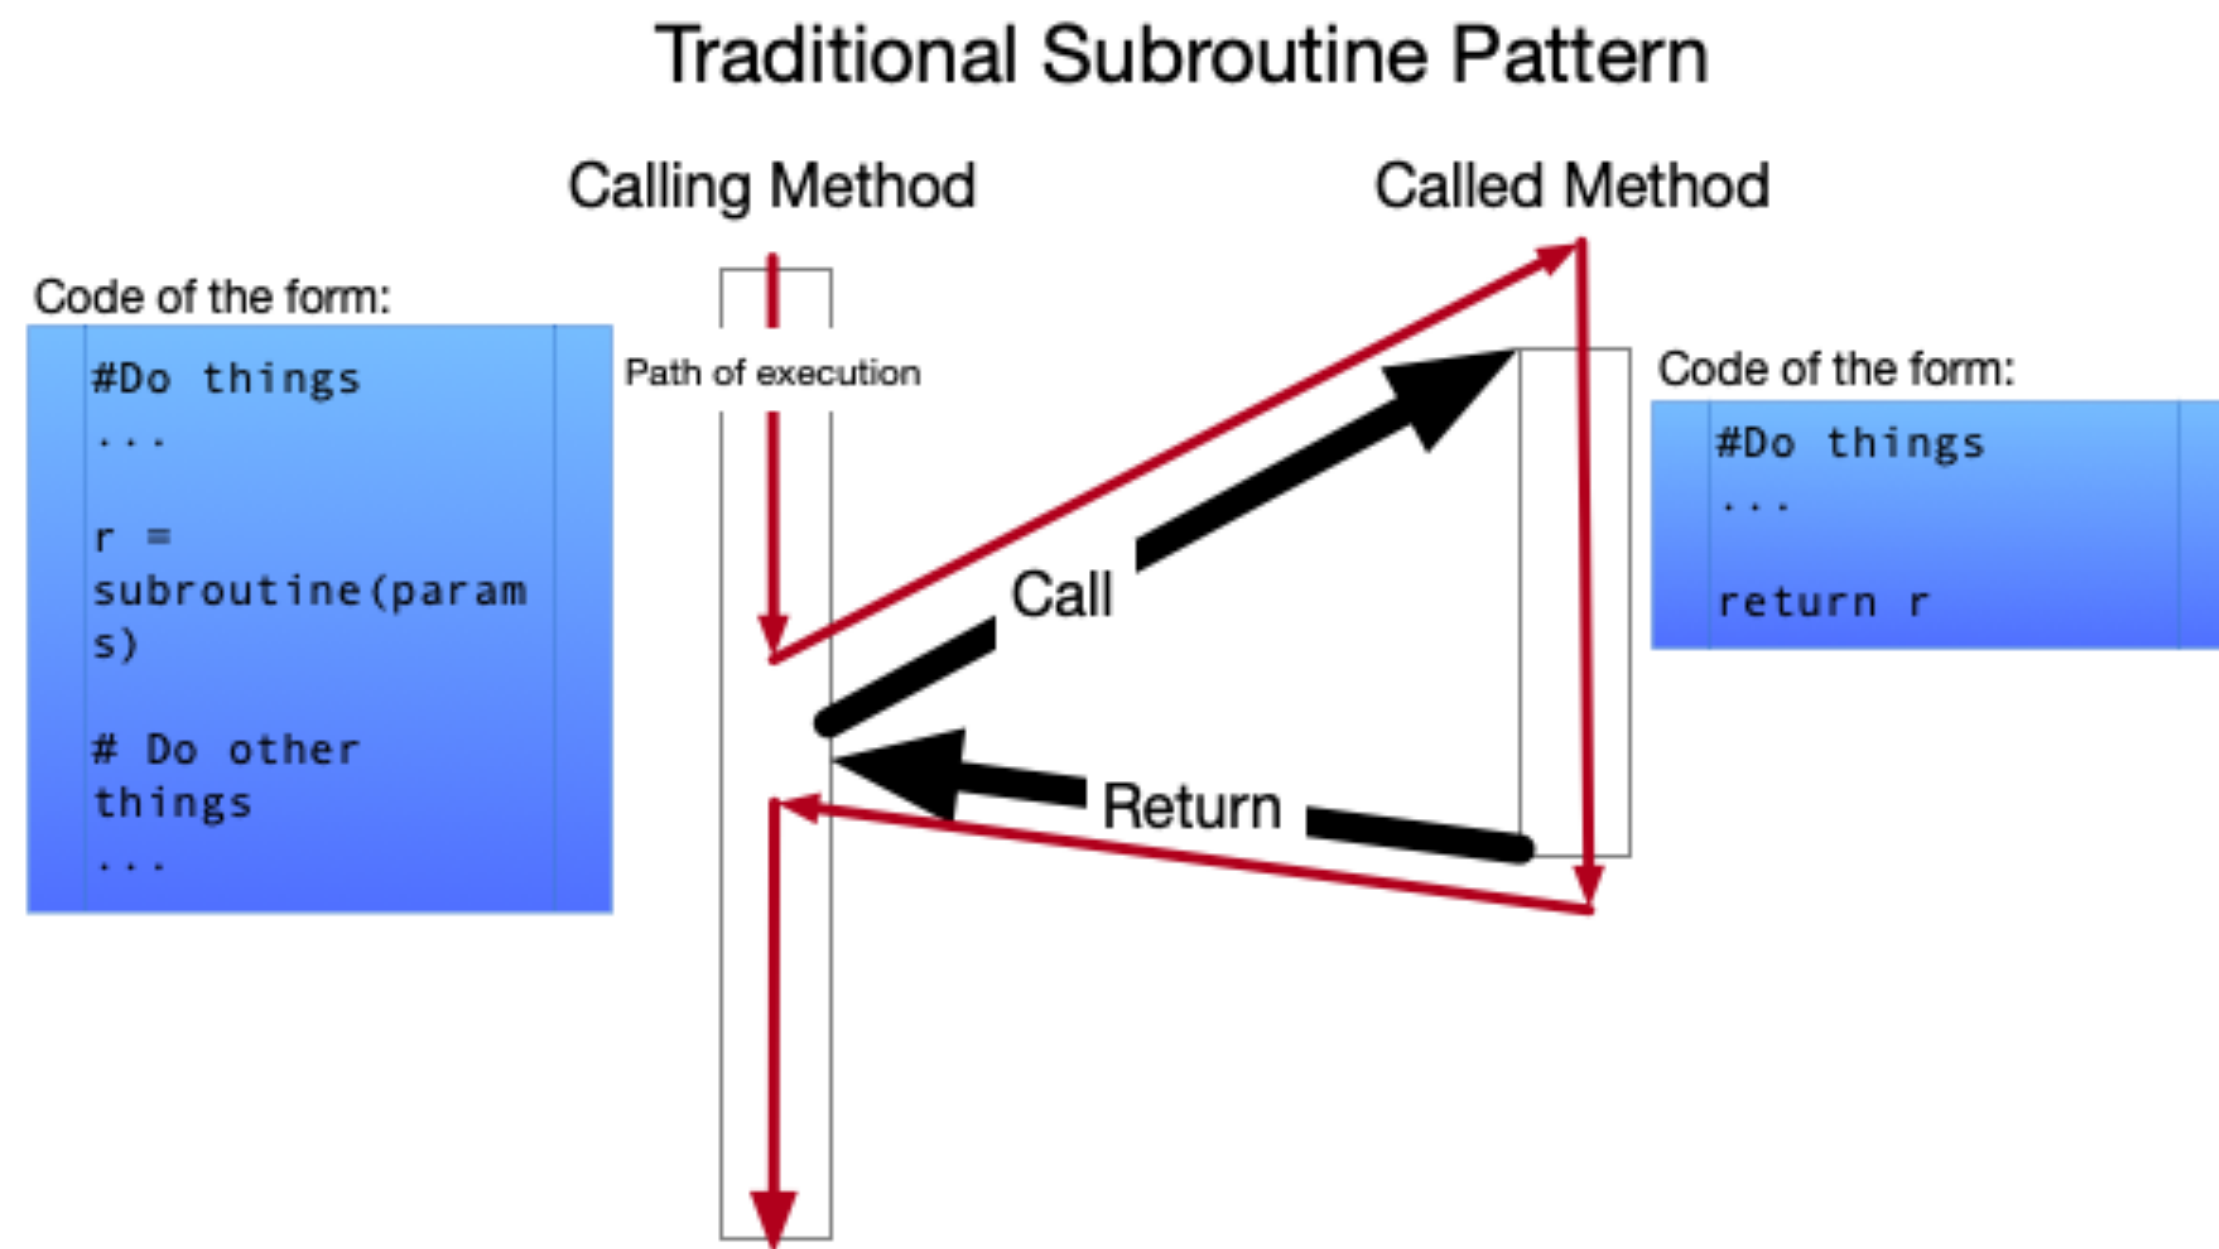 Traditional Subroutine Pattern
Calling Method
Called Method
Code of the form:
#Do things
...
r =
subroutine(param
s)
# Do other
things
...
Path of execution
Call
Return
Code of the form:
#Do things
...
return r